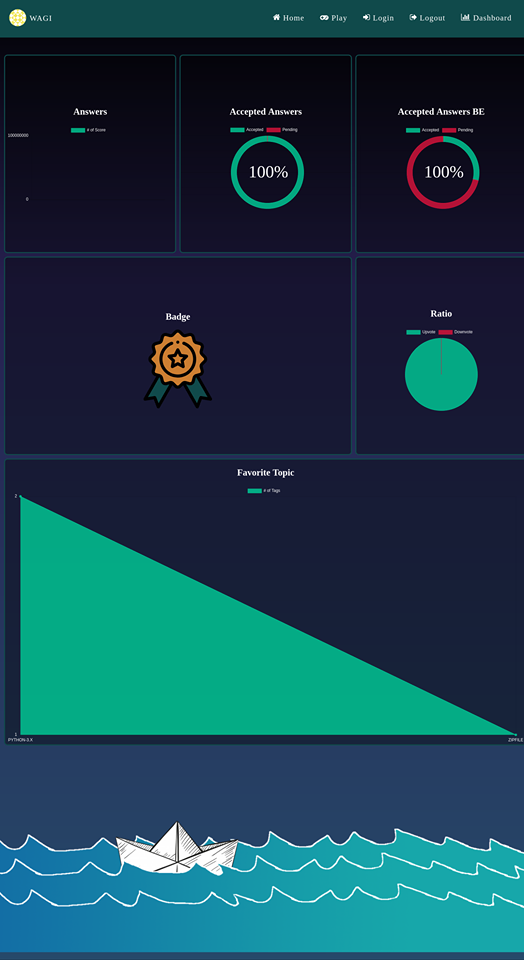 WAGI
Home Play Login Logout Dashboard
Answers
# of Score
100000000
0
Accepted Answers
Accepted Pending
100%
Accepted Answers BE
Accepted Pending
100%
Badge
Ratio
Upvote Downvote
Favorite Topic
# of Tags
2
1
PYTHON-3.X ZIPFILE